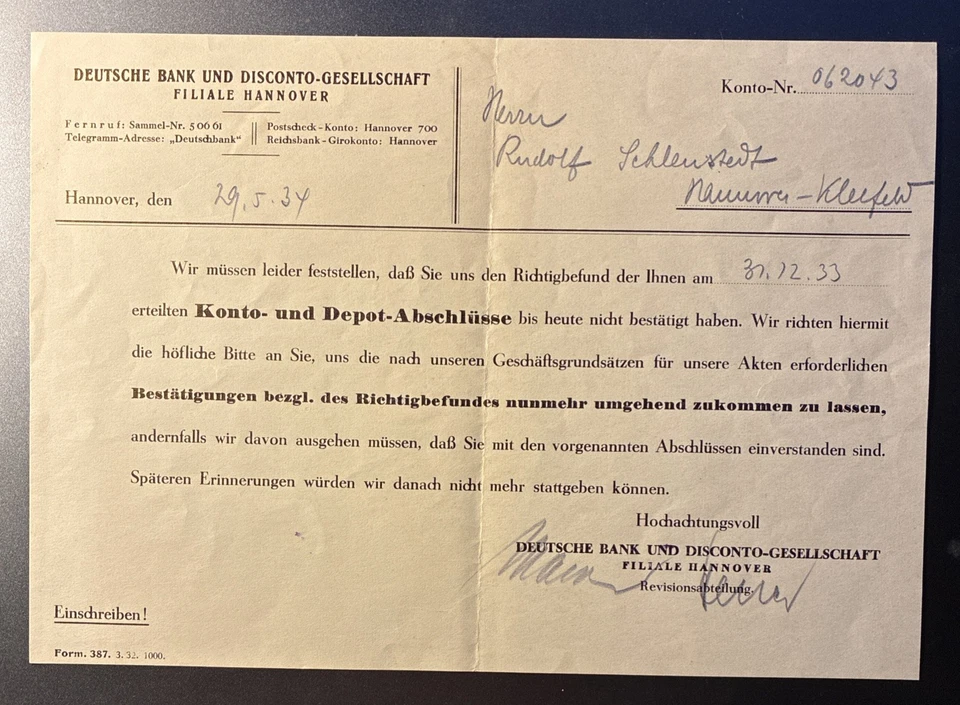 DEUTSCHE BANK UND DISCONTO-GESELLSCHAFT
FILIALE HANNOVER
Fernruf: Sammel-Nr. 5 06 61
Telegramm-Adresse: „Deutschbank“
Postscheck-Konto: Hannover 700
Reichsbank-Girokonto: Hannover
Hannover, den 29.5.34
Konto-Nr. 062043
Herrn
Rudolf Schlenstedt
Hannover-Kleefeld
Wir müssen leider feststellen, daß Sie uns den Richtigbefund der Ihnen am 31.12.33
erteilten Konto- und Depot-Abschlüsse bis heute nicht bestätigt haben. Wir richten hiermit
die höfliche Bitte an Sie, uns die nach unseren Geschäftsgrundsätzen für unsere Akten erforderlichen
Bestätigungen bezgl. des Richtigbefundes nunmehr umgehend zukommen zu lassen,
andernfalls wir davon ausgehen müssen, daß Sie mit den vorgenannten Abschlüssen einverstanden sind.
Späteren Erinnerungen würden wir danach nicht mehr stattgeben können.
Hochachtungsvoll
DEUTSCHE BANK UND DISCONTO-GESELLSCHAFT
FILIALE HANNOVER
Revisionsabteilung.
Einschreiben!
Form. 387. 3. 32. 1000.